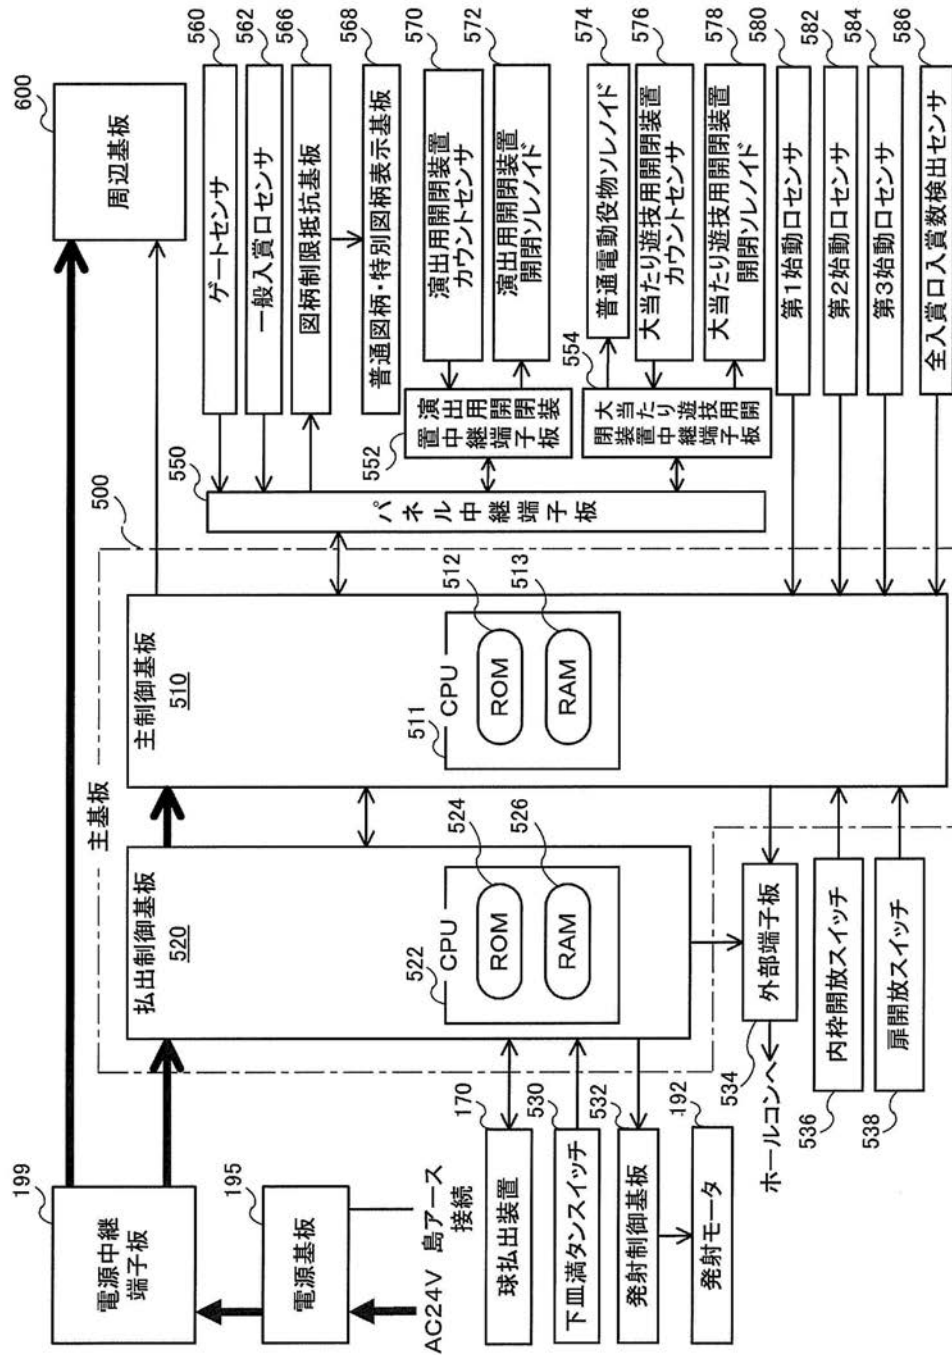 199
電源中継
端子板
195
電源基板
AC24V
島アース
接続
600
周辺基板
主基板
500
払出制御基板
520
522
CPU
524
ROM
526
RAM
主制御基板
510
511
CPU
512
ROM
513
RAM
170
球払出装置
530
下皿満タンスイッチ
532
発射制御基板
192
発射モータ
534
外部端子板
ホールコンへ
536
内枠開放スイッチ
538
扉開放スイッチ
550
パネル中継端子板
560
ゲートセンサ
562
一般入賞口センサ
566
図柄制限抵抗基板
568
普通図柄・特別図柄表示基板
552
演出用開閉装
置中継端子板
570
演出用開閉装置
カウントセンサ
572
演出用開閉装置
開閉ソレノイド
554
大当たり遊技用開
閉装置中継端子板
574
普通電動役物ソレノイド
576
大当たり遊技用開閉装置
カウントセンサ
578
大当たり遊技用開閉装置
開閉ソレノイド
580
第1始動口センサ
582
第2始動口センサ
584
第3始動口センサ
586
全入賞口入賞数検出センサ